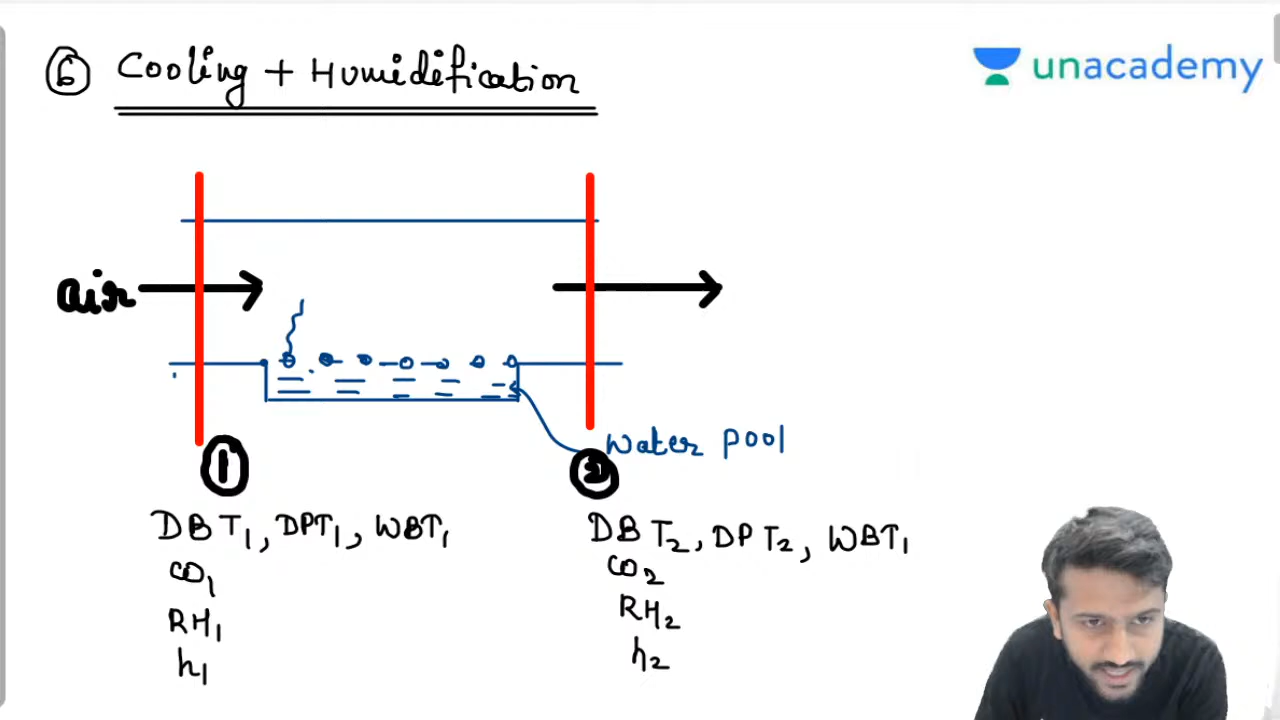 6 Cooling + Humidification
unacademy
air
Water pool
1
2
DBT1, DPT1, WBT1
ω1
RH1
h1
DBT2, DPT2, WBT1
ω2
RH2
h2